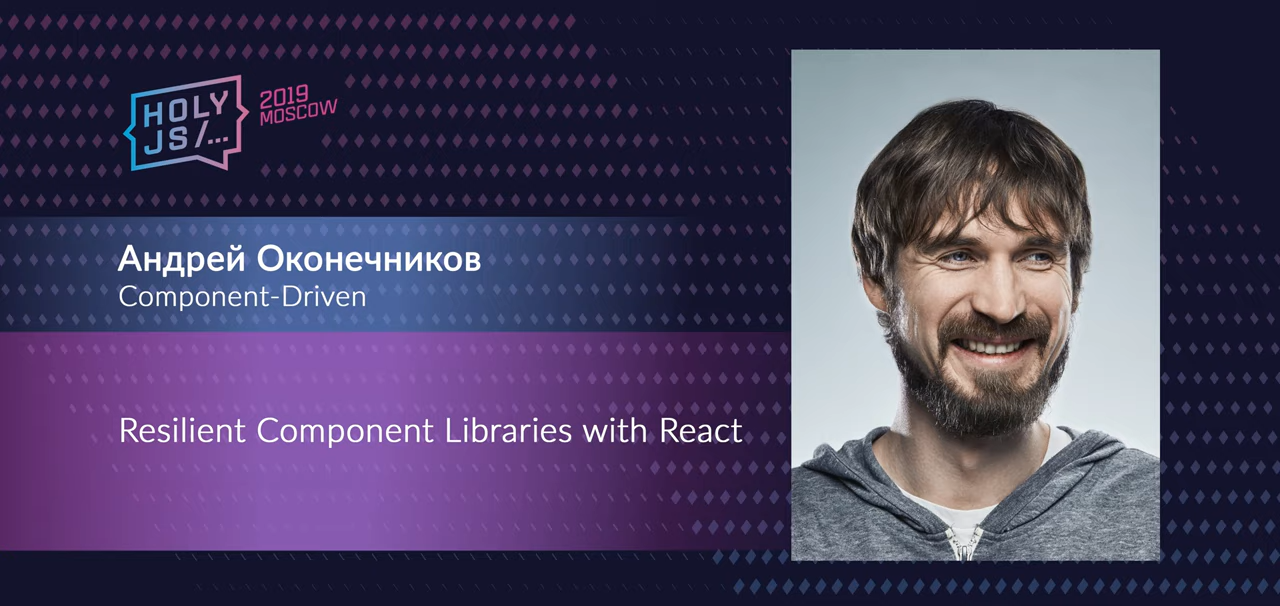 HOLY
JS/...
2019
MOSCOW
Андрей Оконечников
Component-Driven
Resilient Component Libraries with React